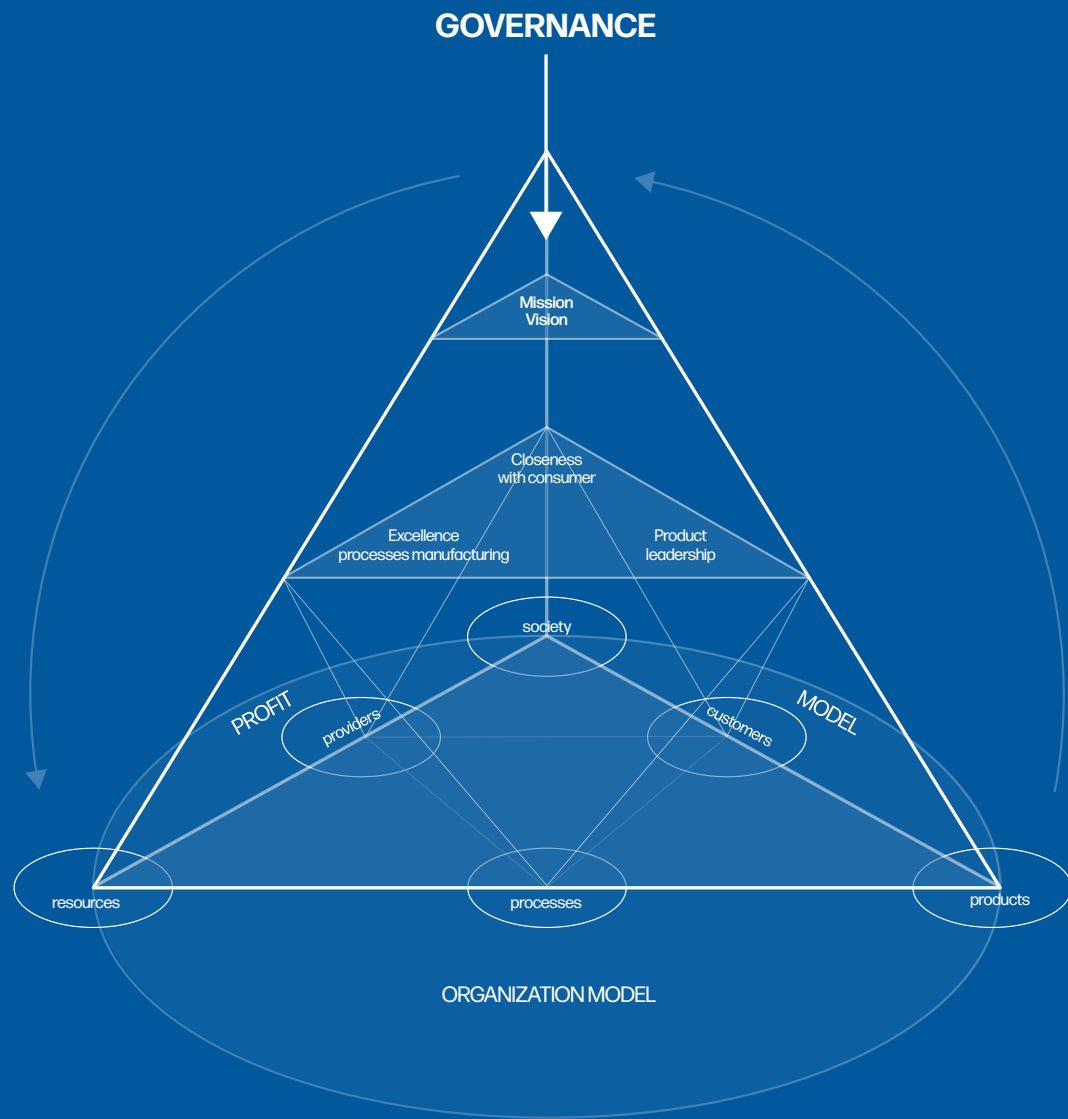 GOVERNANCE
Mission
Vision
Closeness
with consumer
Excellence
processes manufacturing
Product
leadership
society
PROFIT
MODEL
providers
customers
resources
processes
products
ORGANIZATION MODEL